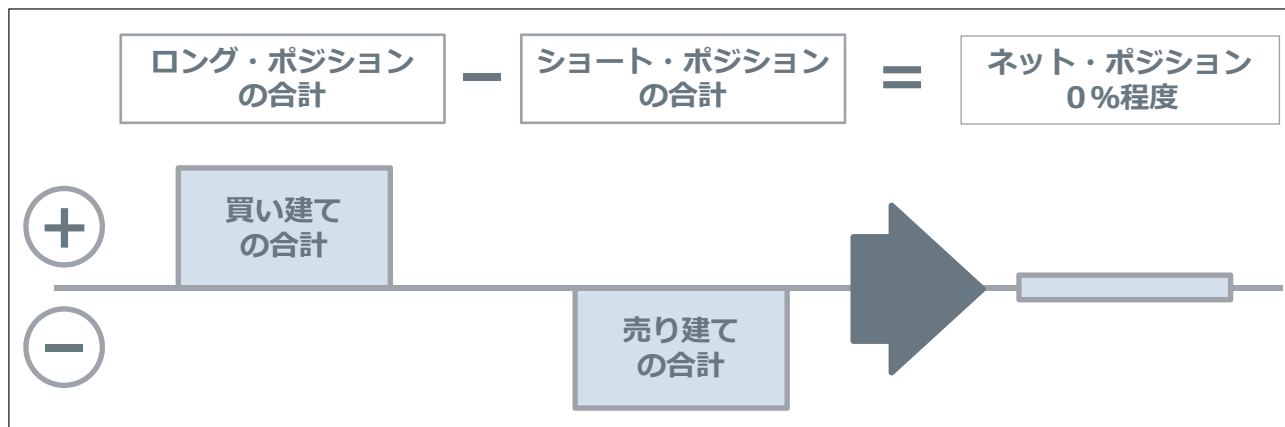 ロング・ポジション
の合計
−
ショート・ポジション
の合計
=
ネット・ポジション
０％程度
+
買い建て
の合計
−
売り建て
の合計